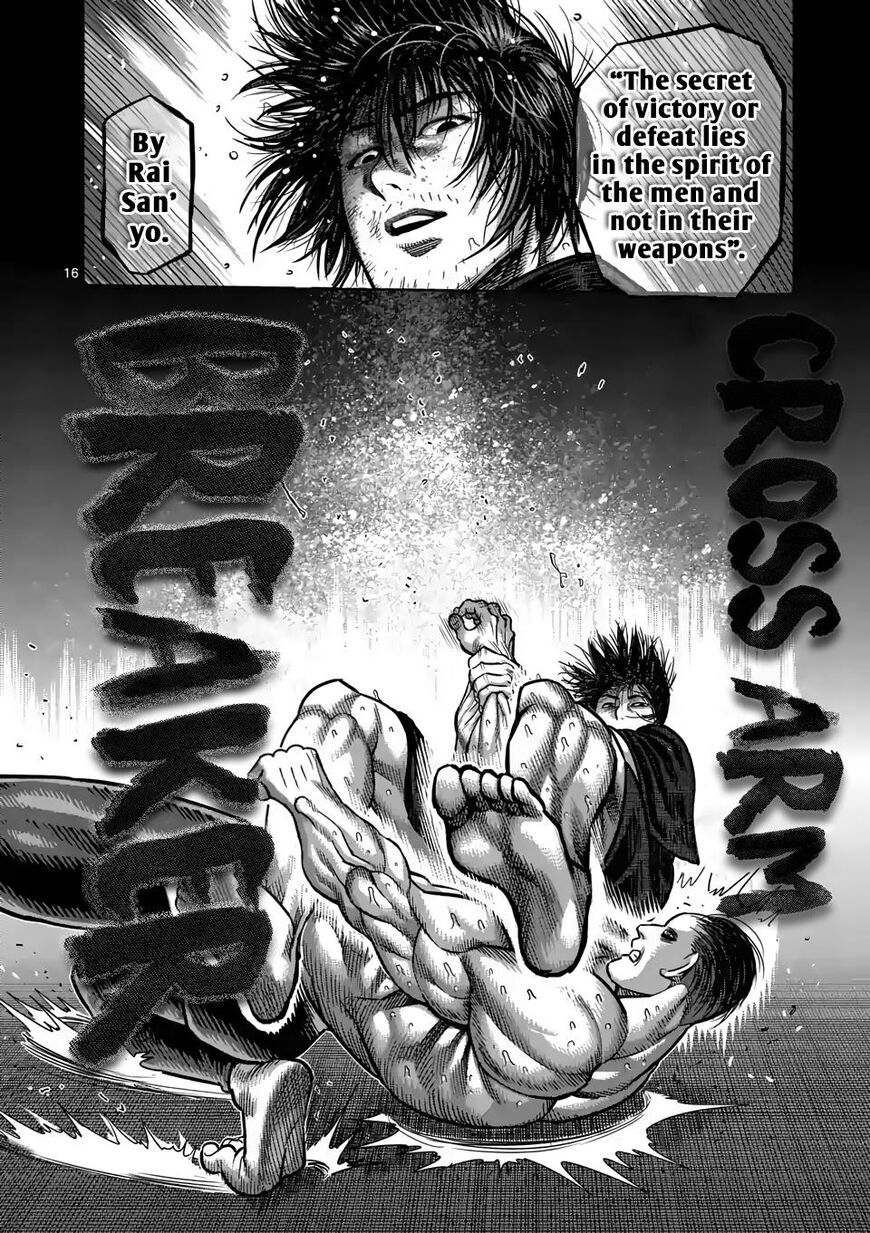 “The secret
of victory or
defeat lies
in the spirit of
the men and
not in their
weapons”.
By
Rai
San’
yo.
16
CROSS ARM
BREAKER